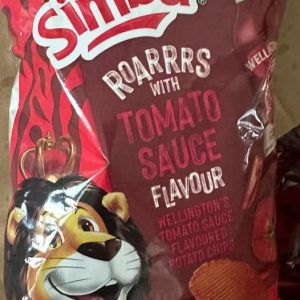 Simba
ROARRRS
WITH
TOMATO
SAUCE
FLAVOUR
WELLINGTON'S
TOMATO SAUCE
FLAVOURED
POTATO CHIPS